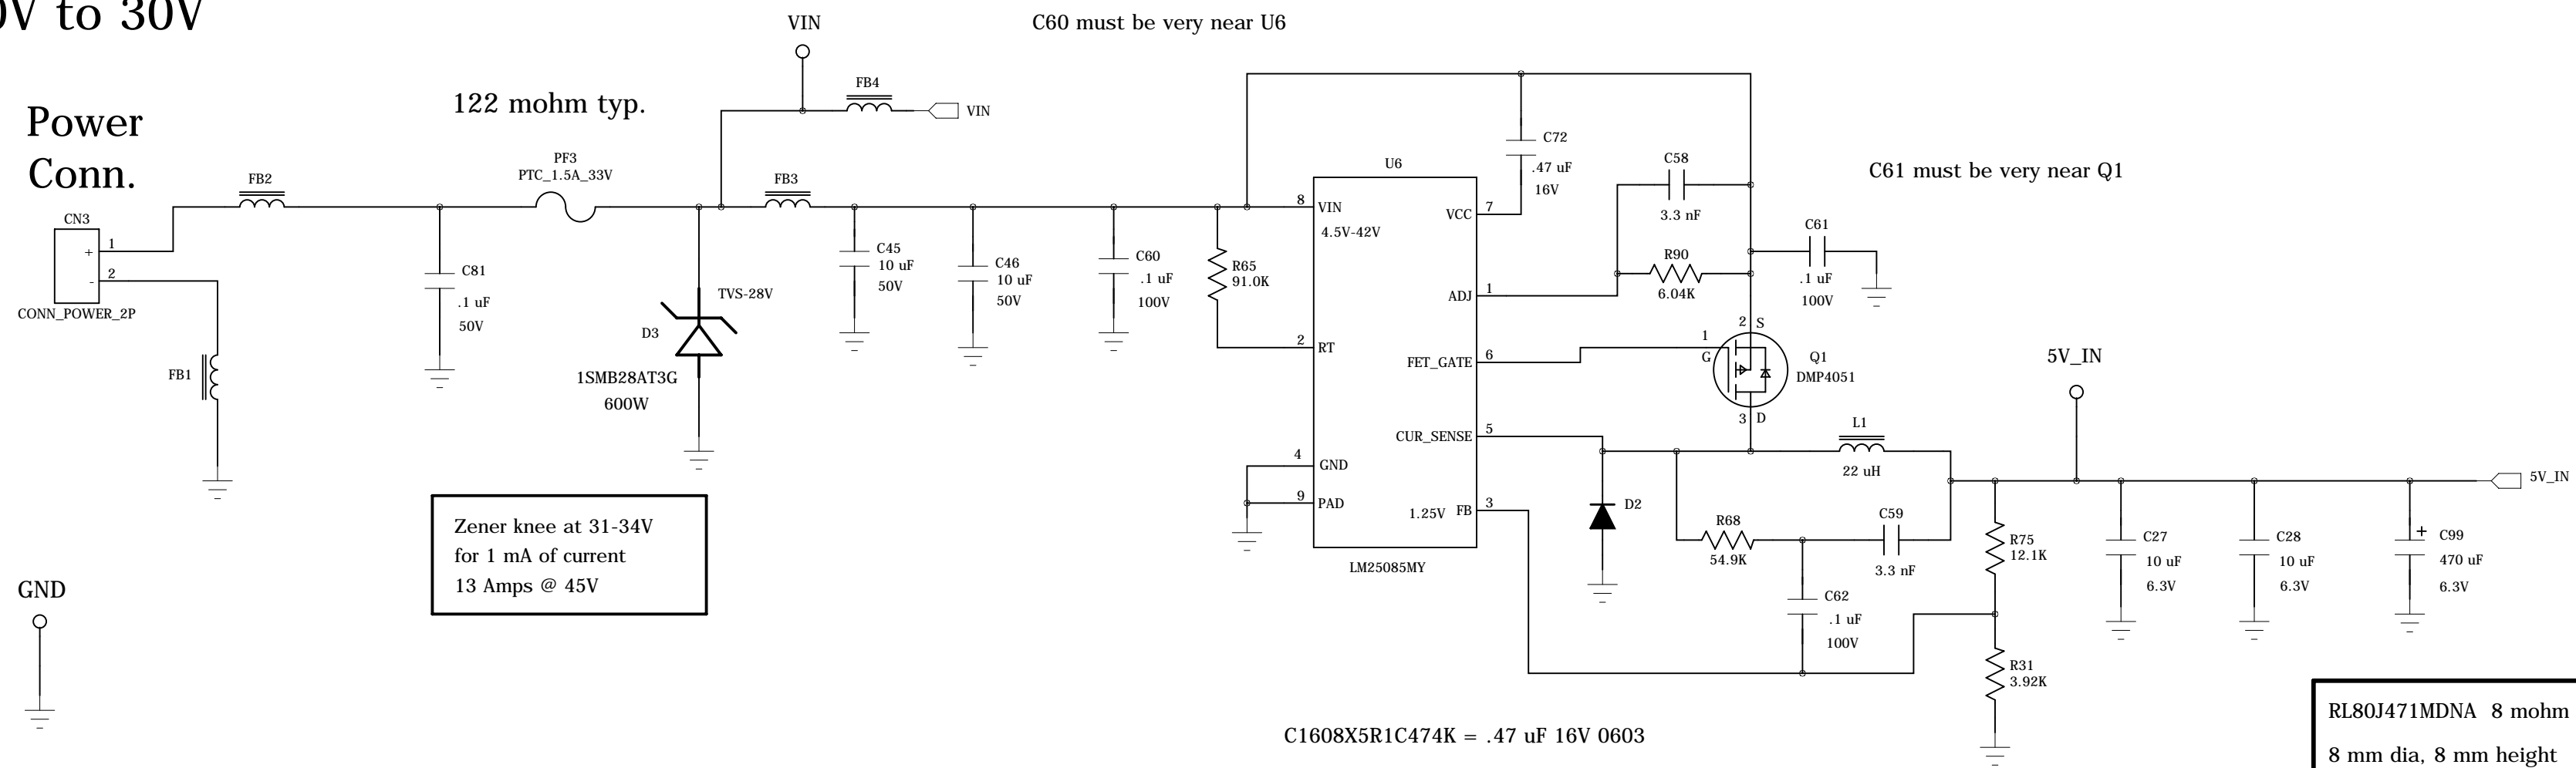 0V to 30V
Power
Conn.
CN3
+
-
1
2
CONN_POWER_2P
FB1
GND
FB2
C81
.1 uF
50V
122 mohm typ.
PF3
PTC_1.5A_33V
VIN
FB4
VIN
FB3
TVS-28V
D3
1SMB28AT3G
600W
Zener knee at 31-34V
for 1 mA of current
13 Amps @ 45V
C45
10 uF
50V
C46
10 uF
50V
C60 must be very near U6
C60
.1 uF
100V
R65
91.0K
U6
8
VIN
4.5V-42V
2
RT
4
GND
9
PAD
VCC
7
ADJ
1
FET_GATE
6
CUR_SENSE
5
1.25V
FB
3
LM25085MY
C72
.47 uF
16V
C58
3.3 nF
R90
6.04K
C61 must be very near Q1
C61
.1 uF
100V
2
S
1
G
Q1
DMP4051
3
D
L1
22 uH
D2
R68
54.9K
C59
3.3 nF
C62
.1 uF
100V
R75
12.1K
R31
3.92K
5V_IN
C27
10 uF
6.3V
C28
10 uF
6.3V
+
C99
470 uF
6.3V
5V_IN
C1608X5R1C474K = .47 uF 16V 0603
RL80J471MDNA 8 mohm
8 mm dia, 8 mm height